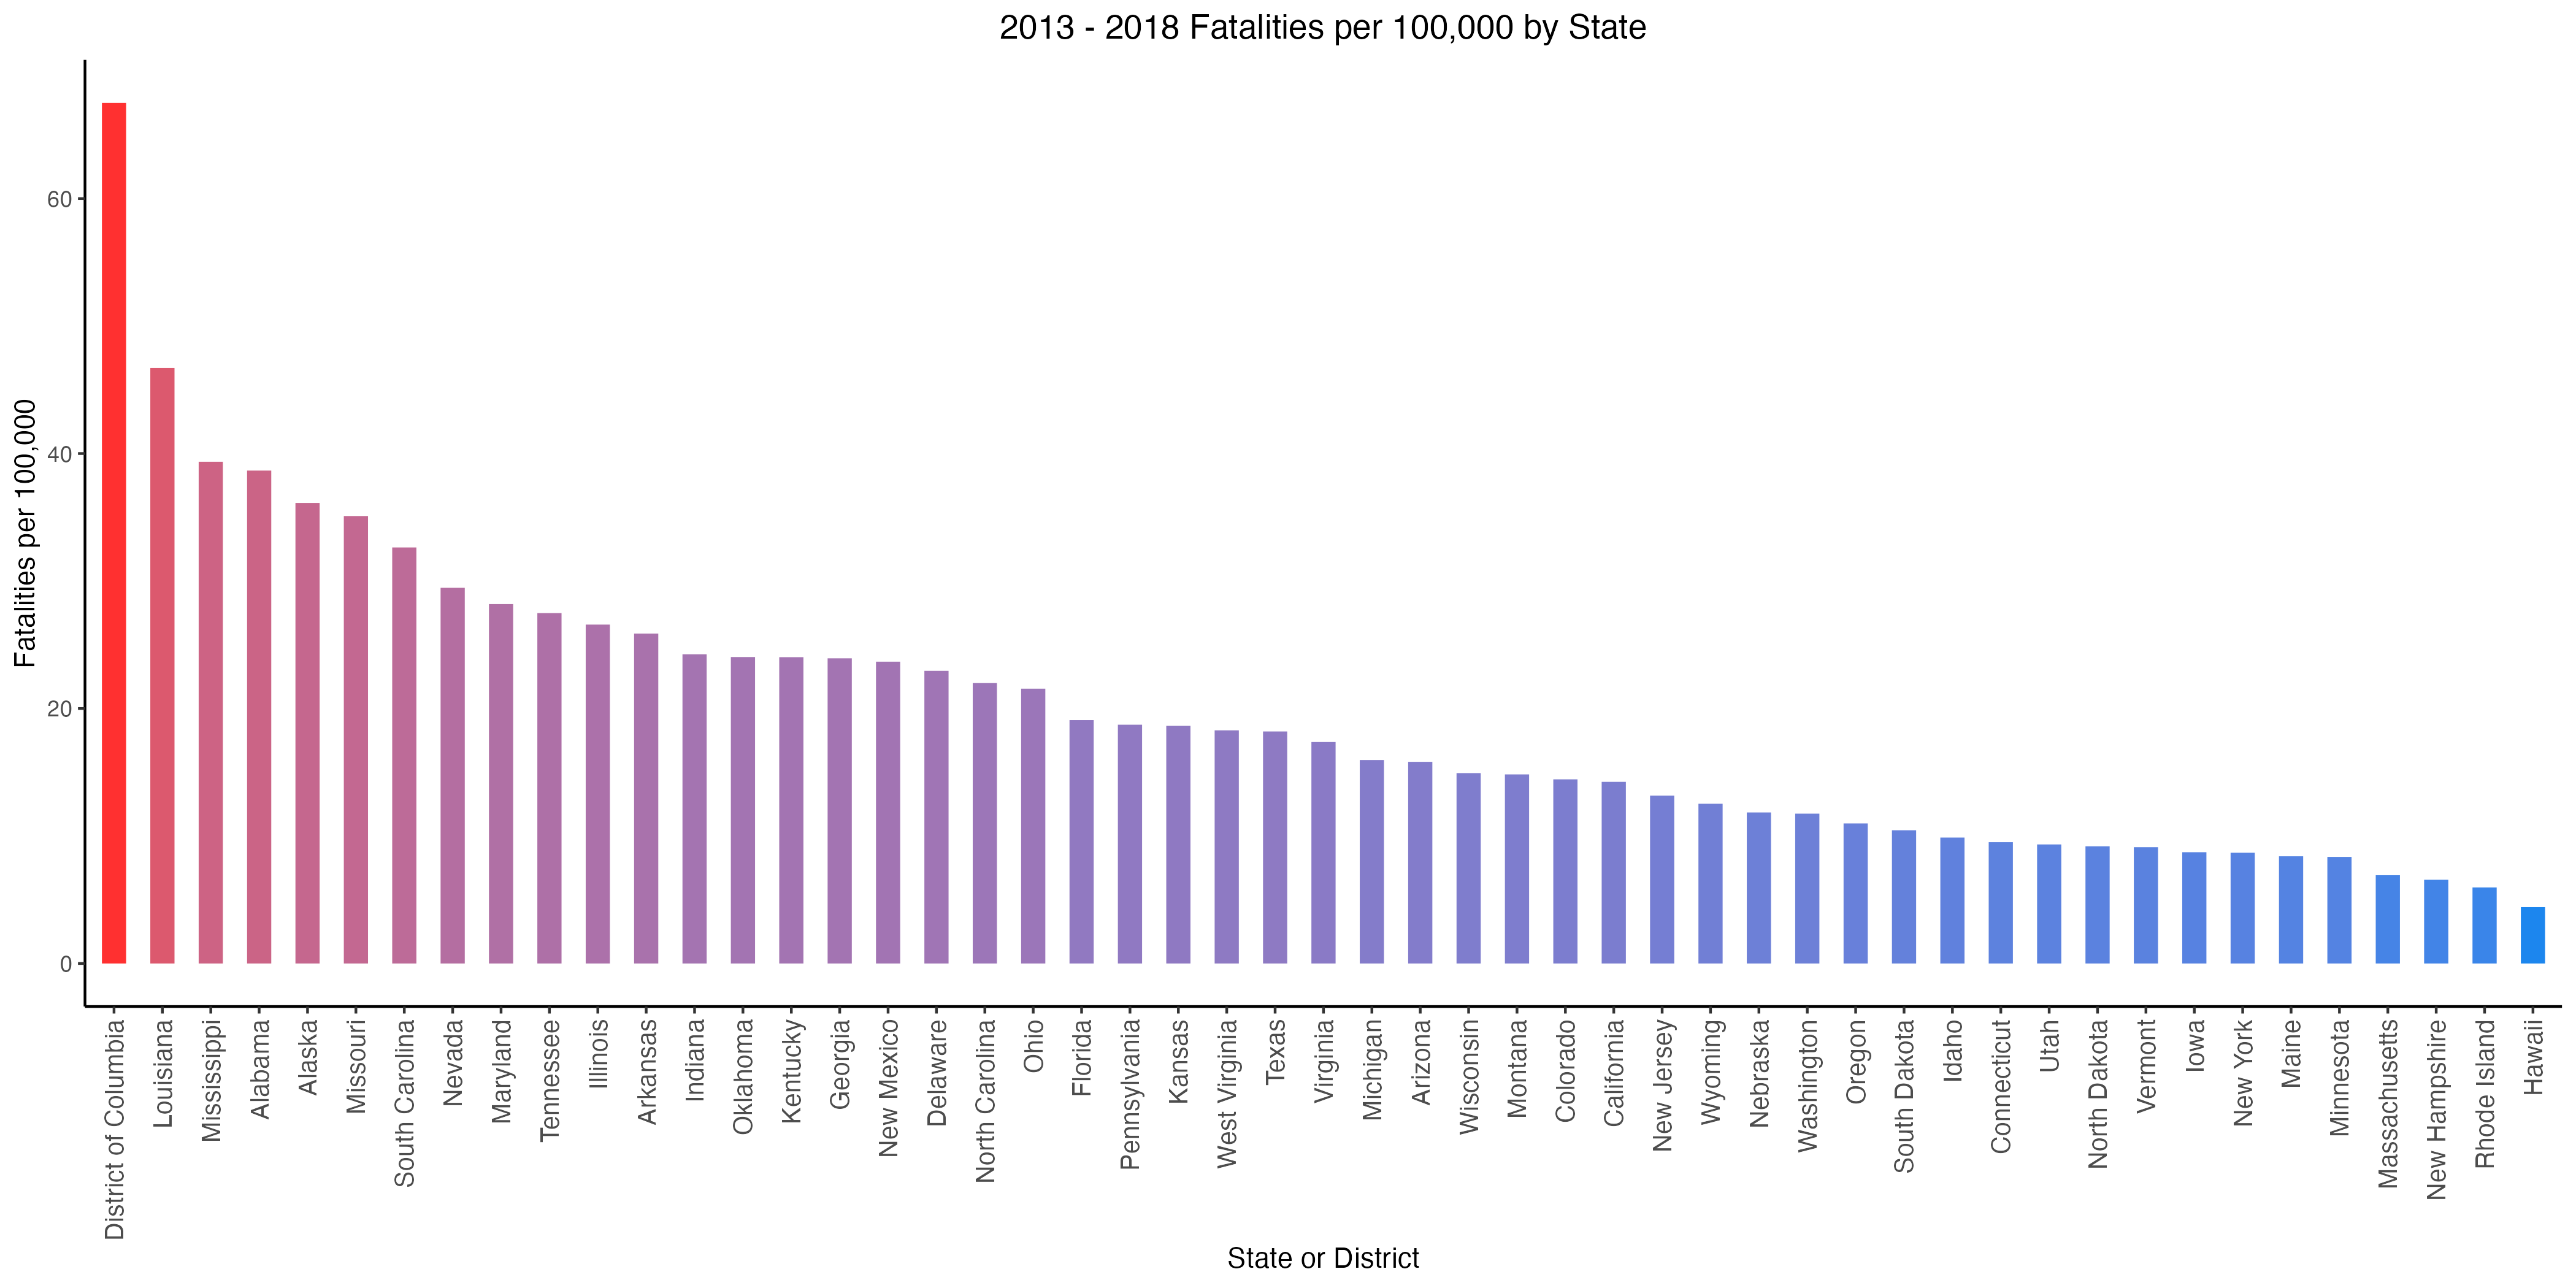 2013 - 2018 Fatalities per 100,000 by State
Fatalities per 100,000
60
40
20
0
District of Columbia
Louisiana
Mississippi
Alabama
Alaska
Missouri
South Carolina
Nevada
Maryland
Tennessee
Illinois
Arkansas
Indiana
Oklahoma
Kentucky
Georgia
New Mexico
Delaware
North Carolina
Ohio
Florida
Pennsylvania
Kansas
West Virginia
Texas
Virginia
Michigan
Arizona
Wisconsin
Montana
Colorado
California
New Jersey
Wyoming
Nebraska
Washington
Oregon
South Dakota
Idaho
Connecticut
Utah
North Dakota
Vermont
Iowa
New York
Maine
Minnesota
Massachusetts
New Hampshire
Rhode Island
Hawaii
State or District